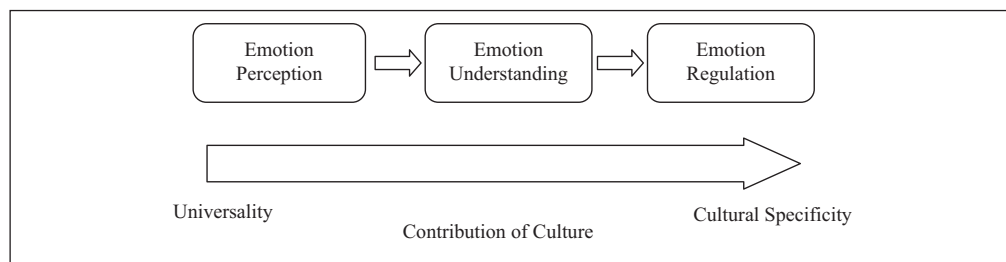 Emotion
Perception
Emotion
Understanding
Emotion
Regulation
Universality
Cultural Specificity
Contribution of Culture